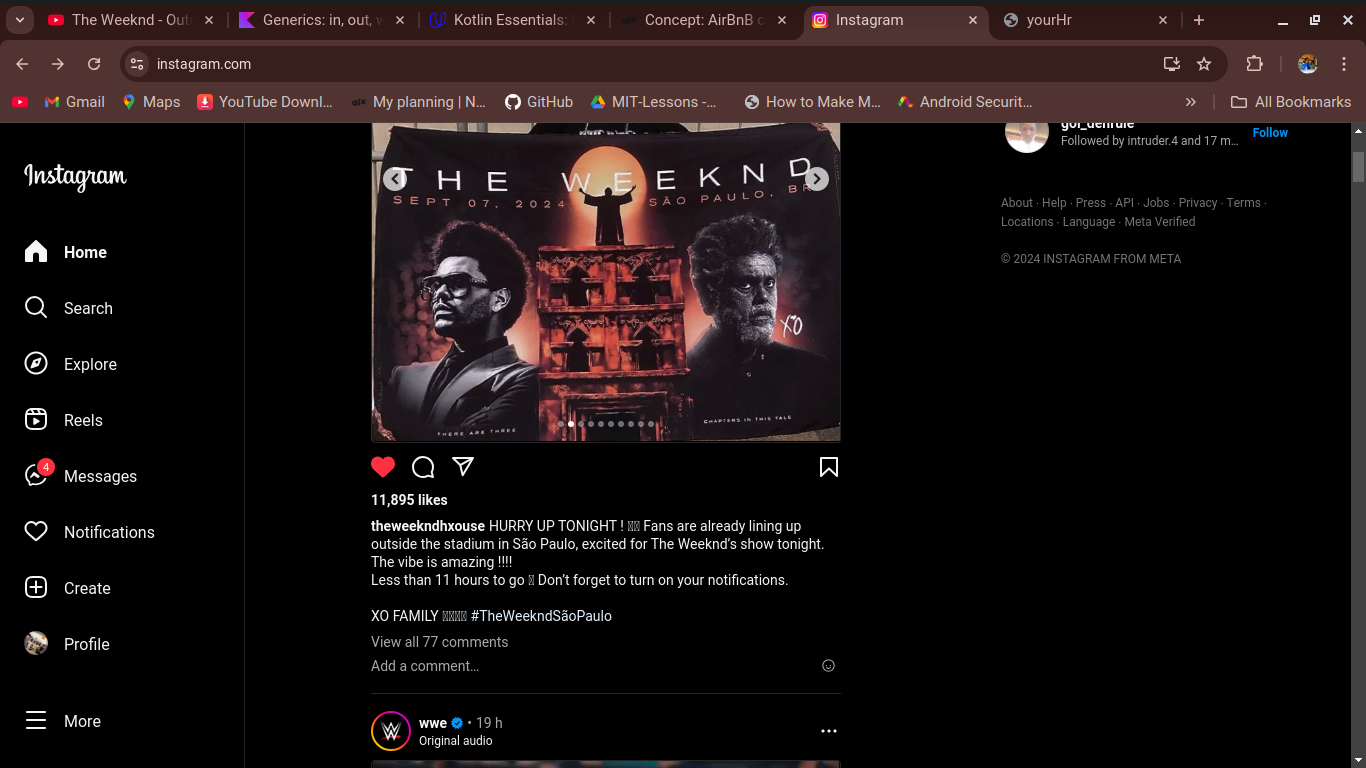 The Weeknd - Out
Generics: in, out, w
Kotlin Essentials:
Concept: AirBnB c
Instagram
yourHr
instagram.com
Gmail
Maps
YouTube Downl...
My planning | N...
GitHub
MIT-Lessons -...
How to Make M...
Android Securit...
All Bookmarks
Instagram
Home
Search
Explore
Reels
4
Messages
Notifications
Create
Profile
More
THE WEEKND
SEPT 07, 2024 SÃO PAULO, BR
XO
THERE ARE THREE
CHAPTERS IN THIS TALE
11,895 likes
theweekndhxouse HURRY UP TONIGHT ! Fans are already lining up
outside the stadium in São Paulo, excited for The Weeknd's show tonight.
The vibe is amazing !!!!
Less than 11 hours to go Don't forget to turn on your notifications.
XO FAMILY #TheWeekndSãoPaulo
View all 77 comments
Add a comment...
wwe • 19 h
Original audio
Followed by intruder.4 and 17 m...
Follow
About · Help · Press · API · Jobs · Privacy · Terms ·
Locations · Language · Meta Verified
© 2024 INSTAGRAM FROM META